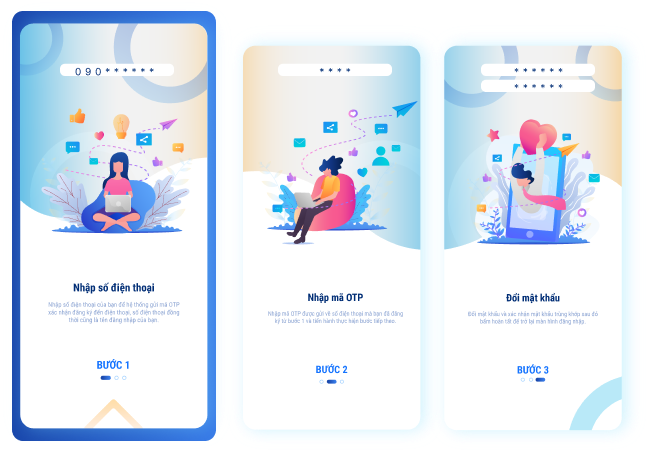 090******
Nhập số điện thoại
Nhập số điện thoại của bạn để hệ thống gửi mã OTP
xác nhận đăng ký đến điện thoại, số điện thoại đồng
thời cũng là tên đăng nhập của bạn.
BƯỚC 1
****
Nhập mã OTP
Nhập mã OTP được gửi về số điện thoại mà bạn đã đăng
ký từ bước 1 và tiến hành thực hiện bước tiếp theo.
BƯỚC 2
******
******
Đổi mật khẩu
Đổi mật khẩu và xác nhận mật khẩu trùng khớp sau đó
bấm hoàn tất để trở lại màn hình đăng nhập.
BƯỚC 3